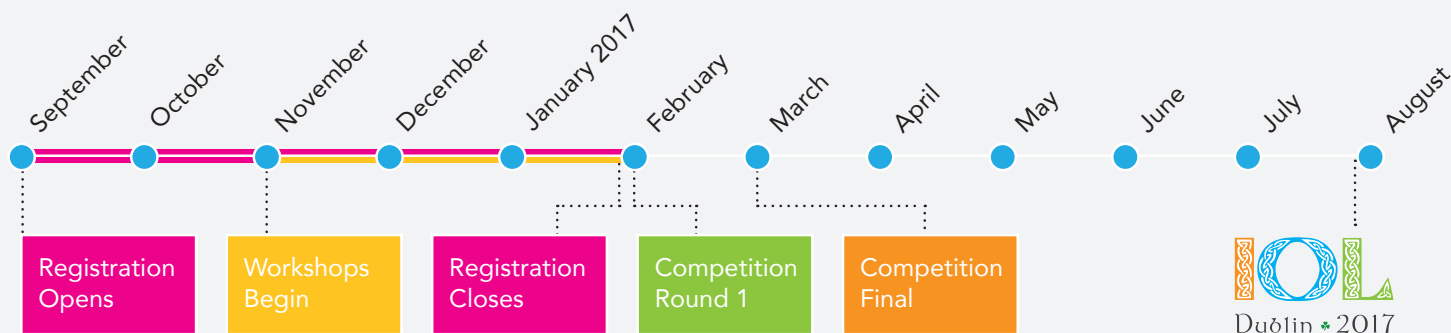 September
October
November
December
January 2017
February
March
April
May
June
July
August
Registration
Opens
Workshops
Begin
Registration
Closes
Competition
Round 1
Competition
Final
IOL
Dublin ☘ 2017